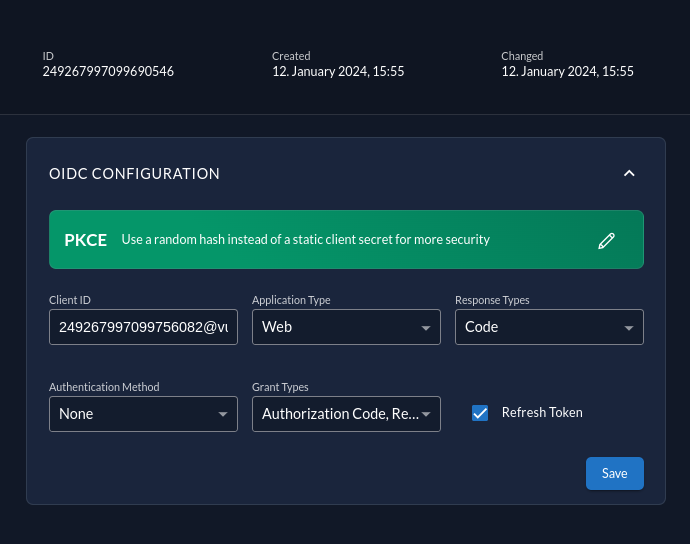 ID
249267997099690546
Created
12. January 2024, 15:55
Changed
12. January 2024, 15:55
OIDC CONFIGURATION
PKCE Use a random hash instead of a static client secret for more security
Client ID
249267997099756082@vu
Application Type
Web
Response Types
Code
Authentication Method
None
Grant Types
Authorization Code, Re...
Refresh Token
Save